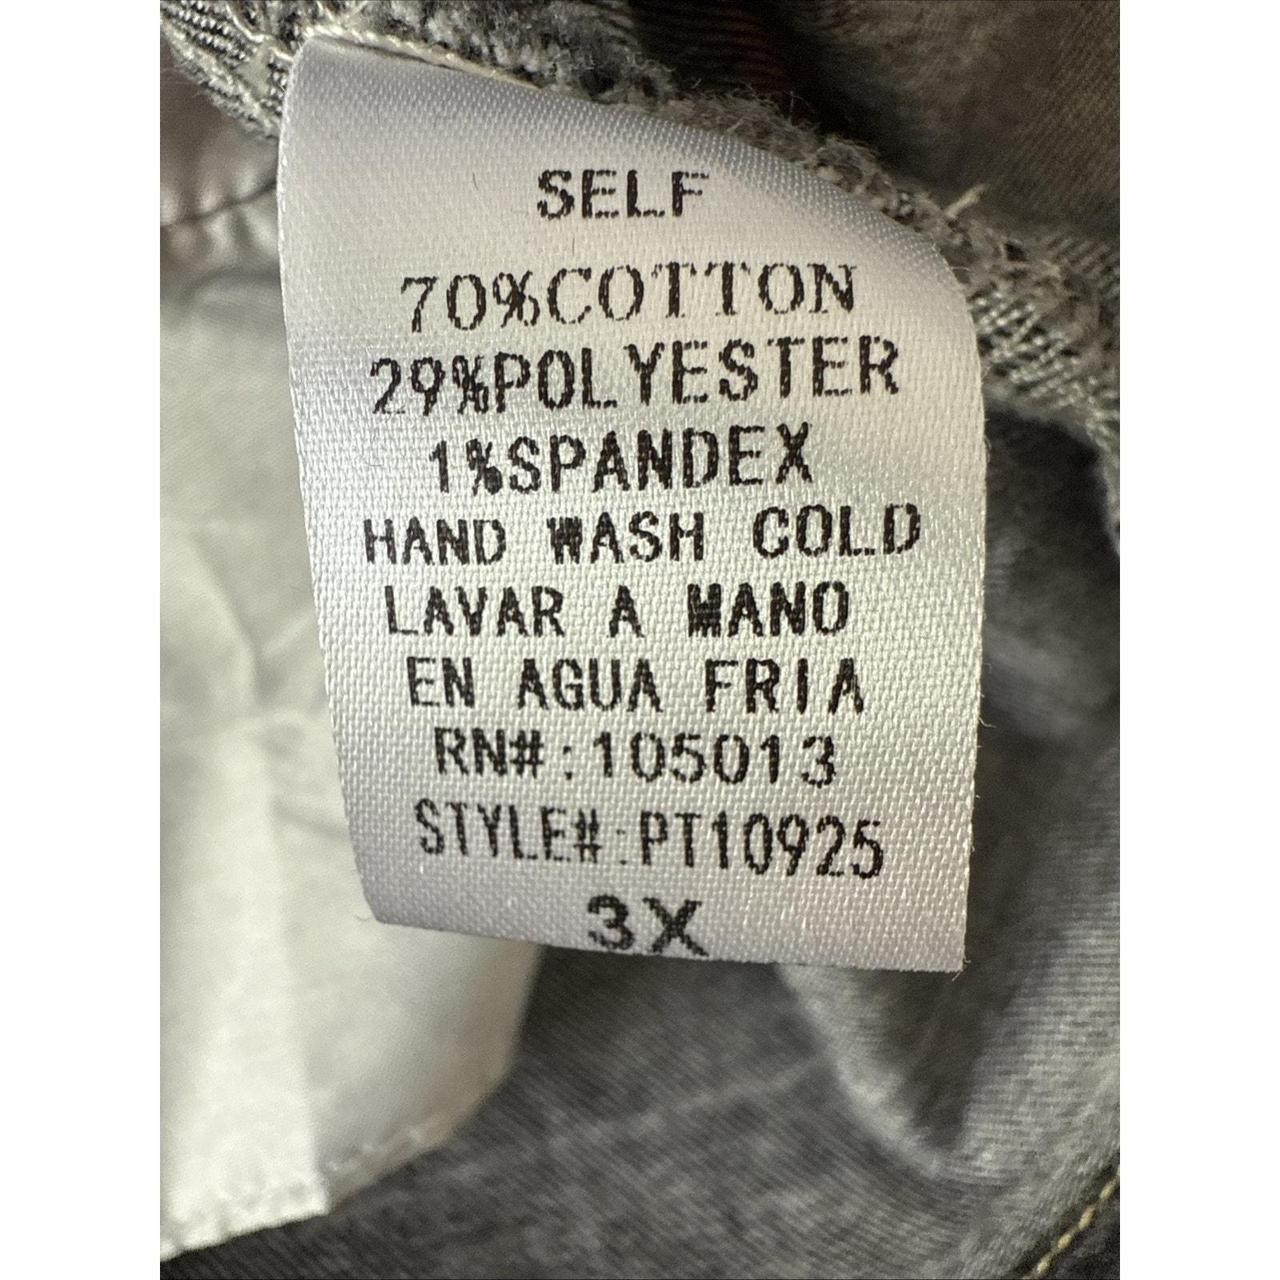 SELF
70%COTTON
29%POLYESTER
1%SPANDEX
HAND WASH COLD
LAVAR A MANO
EN AGUA FRIA
RN#:105013
STYLE#:PT10925
3X